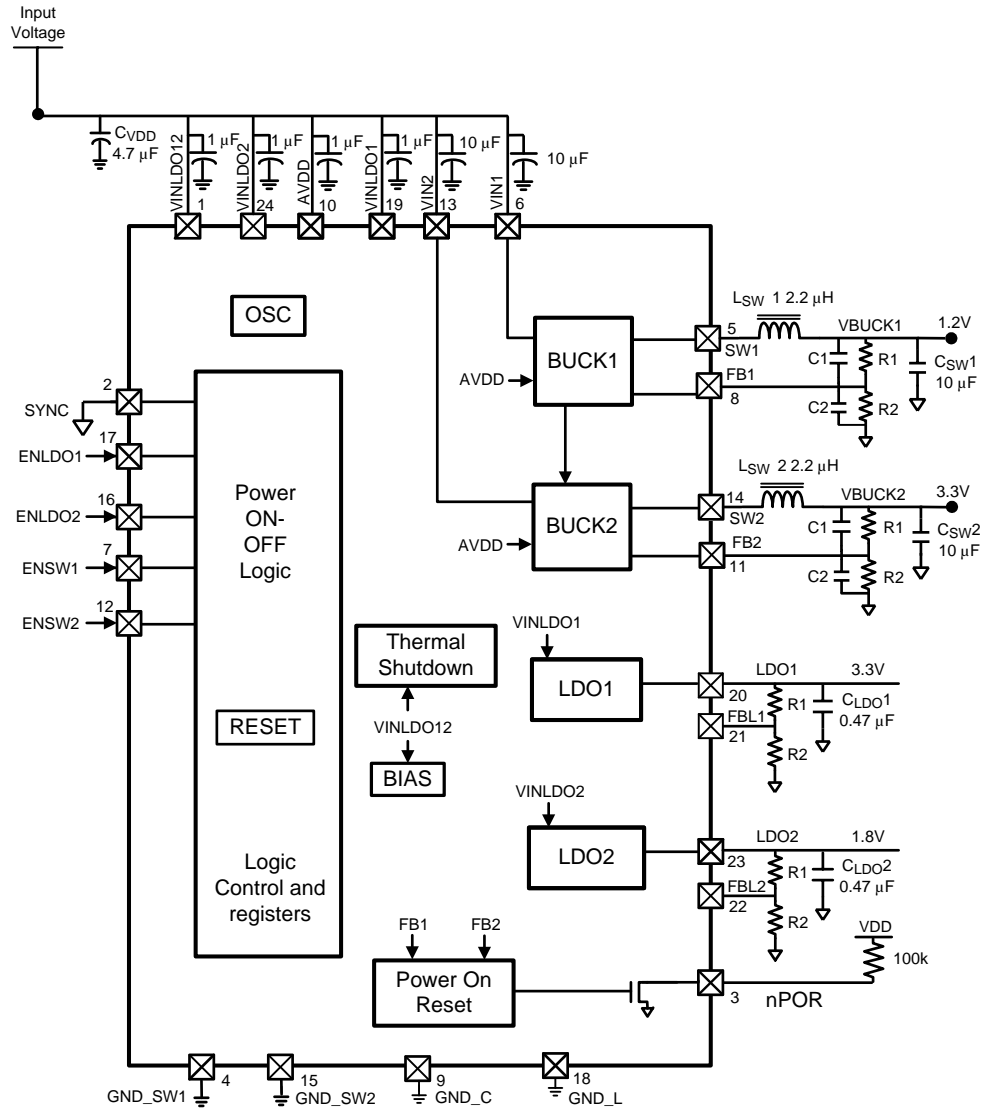 Input
Voltage
CVDD
4.7 µF
VINLDO12
1 µF
VINLDO2
1 µF
AVDD
1 µF
VINLDO1
1 µF
VIN2
10 µF
VIN1
10 µF
1
24
10
19
13
6
OSC
BUCK1
AVDD
5
SW1
LSW 1 2.2 µH
VBUCK1
1.2V
FB1
8
C1
R1
C2
R2
CSW1
10 µF
2
SYNC
17
ENLDO1
16
ENLDO2
7
ENSW1
12
ENSW2
Power
ON-
OFF
Logic
RESET
Logic
Control and
registers
BUCK2
AVDD
14
SW2
LSW 2 2.2 µH
VBUCK2
3.3V
FB2
11
C1
R1
C2
R2
CSW2
10 µF
Thermal
Shutdown
VINLDO12
BIAS
VINLDO1
LDO1
LDO1
3.3V
20
FBL1
21
R1
R2
CLDO1
0.47 µF
VINLDO2
LDO2
LDO2
1.8V
23
FBL2
22
R1
R2
CLDO2
0.47 µF
FB1
FB2
Power On
Reset
VDD
100k
3
nPOR
GND_SW1
4
15
GND_SW2
9
GND_C
18
GND_L